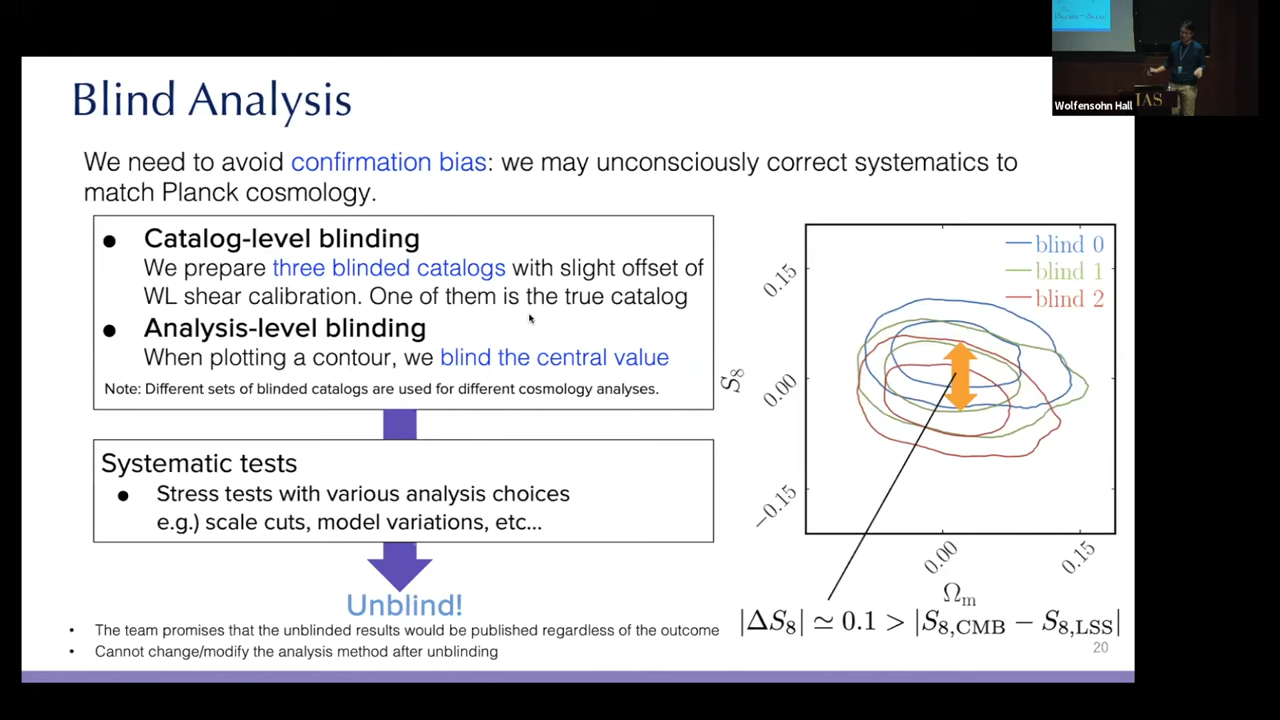 Blind Analysis
We need to avoid confirmation bias: we may unconsciously correct systematics to
match Planck cosmology.
● Catalog-level blinding
We prepare three blinded catalogs with slight offset of
WL shear calibration. One of them is the true catalog
● Analysis-level blinding
When plotting a contour, we blind the central value
Note: Different sets of blinded catalogs are used for different cosmology analyses.
Systematic tests
● Stress tests with various analysis choices
e.g.) scale cuts, model variations, etc...
Unblind!
• The team promises that the unblinded results would be published regardless of the outcome
• Cannot change/modify the analysis method after unblinding
blind 0
blind 1
blind 2
0.15
0.00
−0.15
S₈
0.00
0.15
Ωₘ
|ΔS₈| ≃ 0.1 > |S₈,CMB − S₈,LSS|
20
Wolfensohn Hall
IAS